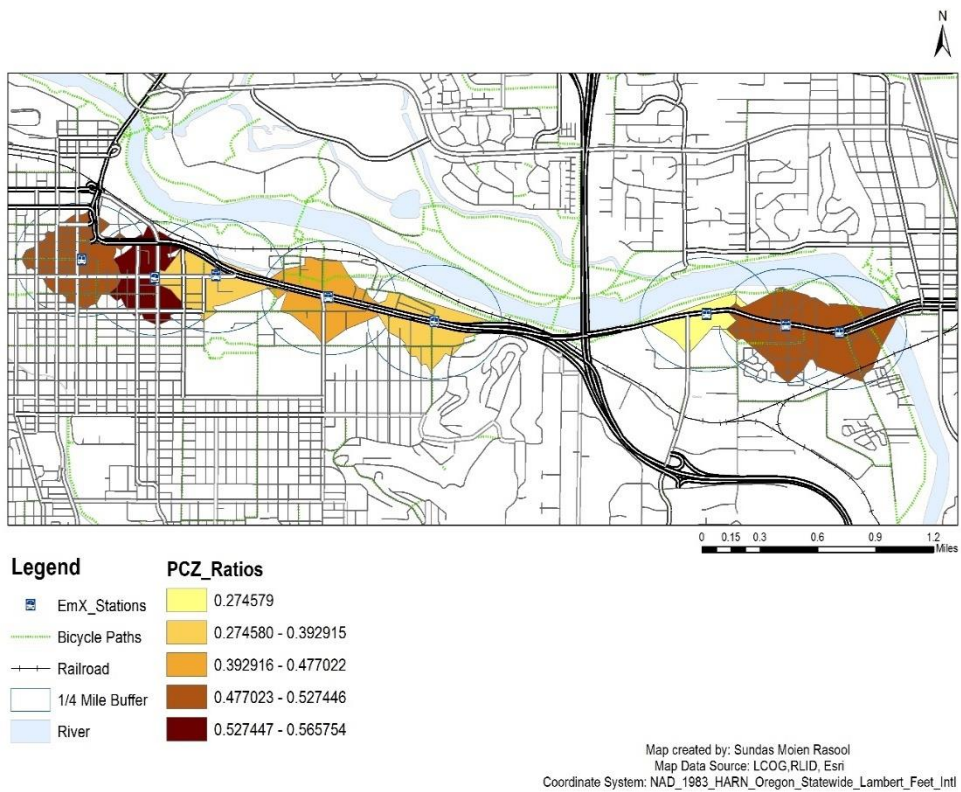 N
0 0.15 0.3 0.6 0.9 1.2
Miles
Legend
EmX_Stations
Bicycle Paths
Railroad
1/4 Mile Buffer
River
PCZ_Ratios
0.274579
0.274580 - 0.392915
0.392916 - 0.477022
0.477023 - 0.527446
0.527447 - 0.565754
Map created by: Sundas Moien Rasool
Map Data Source: LCOG,RLID, Esri
Coordinate System: NAD_1983_HARN_Oregon_Statewide_Lambert_Feet_Intl